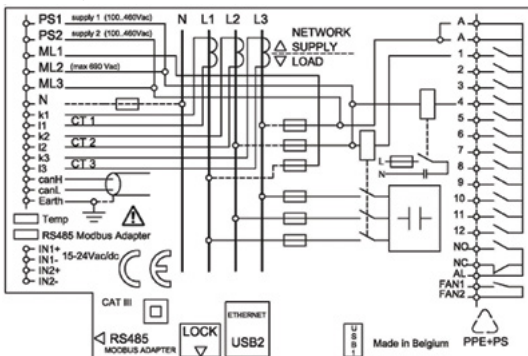 PS1 supply 1 (100..460Vac)
PS2 supply 2 (100..460Vac)
ML1
ML2 (max 690 Vac)
ML3
N
k1
l1 CT 1
k2
l2 CT 2
k3
l3 CT 3
canH
canL
Earth
Temp
RS485 Modbus Adapter
IN1+ 15-24Vac/dc
IN1-
IN2+
IN2-
CAT III
RS485
MODBUS ADAPTER
N L1 L2 L3
NETWORK
SUPPLY
LOAD
L
N
LOCK
ETHERNET
USB2
USB1
Made in Belgium
A
A
1
2
3
4
5
6
7
8
9
10
11
12
NO
NC
AL
FAN1
FAN2
PPE+PS
CE